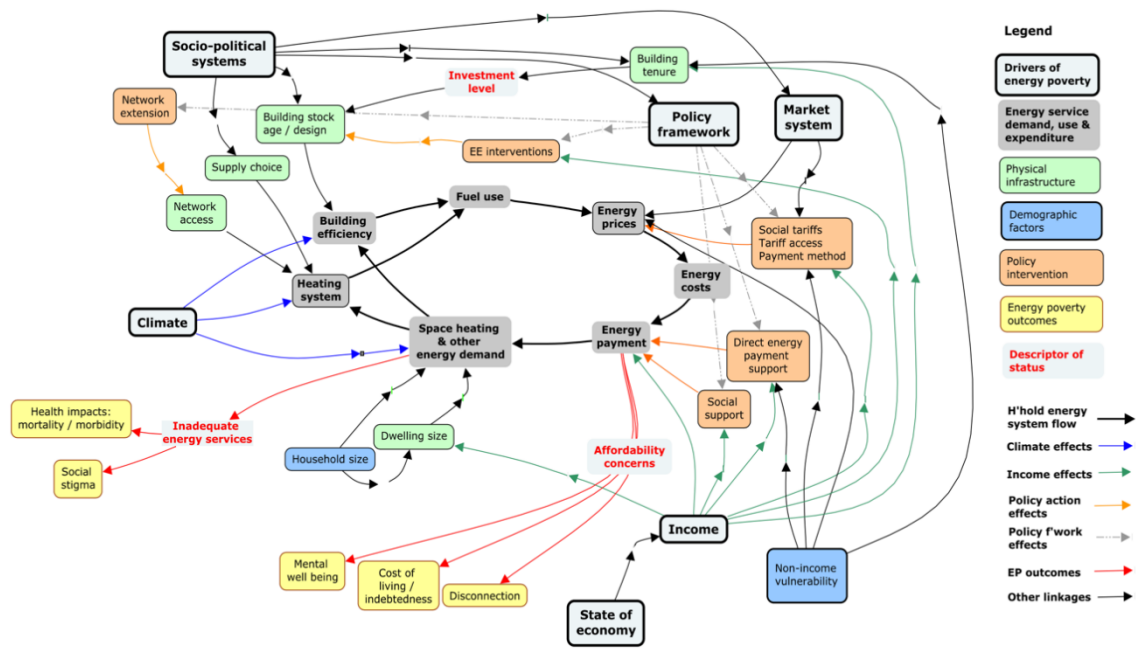 Socio-political
systems
Building
tenure
Investment
level
Network
extension
Building stock
age / design
Policy
framework
Market
system
EE interventions
Supply choice
Network
access
Fuel use
Building
efficiency
Energy
prices
Social tariffs
Tariff access
Payment method
Heating
system
Energy
costs
Climate
Space heating
& other
energy demand
Energy
payment
Direct energy
payment
support
Social
support
Health impacts:
mortality / morbidity
Inadequate
energy services
Dwelling size
Household size
Affordability
concerns
Social
stigma
Income
Mental
well being
Cost of
living /
indebtedness
Disconnection
Non-income
vulnerability
State of
economy
Legend
Drivers of
energy poverty
Energy service
demand, use &
expenditure
Physical
infrastructure
Demographic
factors
Policy
intervention
Energy poverty
outcomes
Descriptor of
status
H'hold energy
system flow
Climate effects
Income effects
Policy action
effects
Policy f'work
effects
EP outcomes
Other linkages